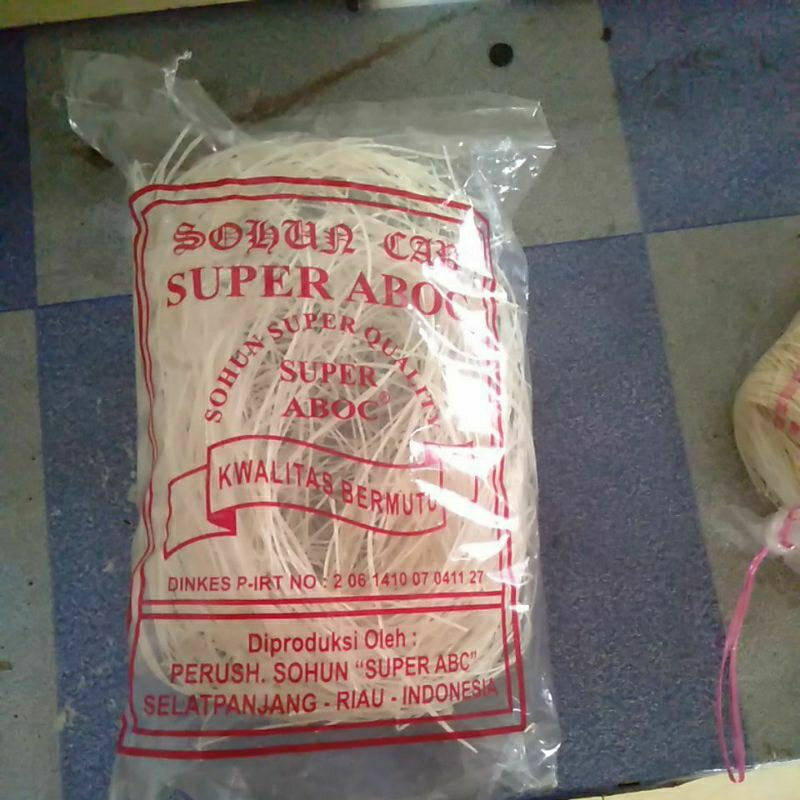 SOHUN CAP
SUPER ABOC
SOHUN SUPER QUALITY
SUPER
ABOC®
KWALITAS BERMUTU
DINKES P-IRT NO : 2 06 1410 07 0411 27
Diproduksi Oleh :
PERUSH. SOHUN “SUPER ABC”
SELATPANJANG - RIAU - INDONESIA